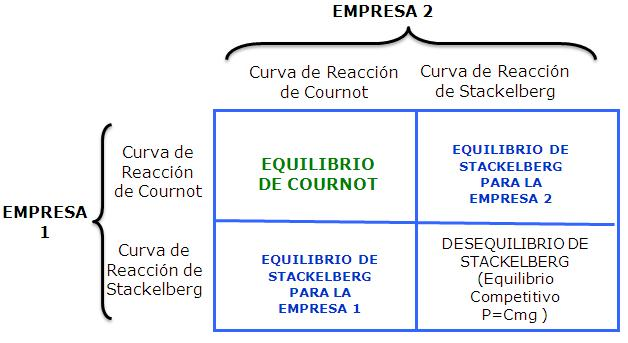 EMPRESA 2
Curva de Reacción
de Cournot
Curva de Reacción
de Stackelberg
EMPRESA
1
Curva de
Reacción
de Cournot
EQUILIBRIO
DE COURNOT
EQUILIBRIO DE
STACKELBERG
PARA LA
EMPRESA 2
Curva de
Reacción de
Stackelberg
EQUILIBRIO DE
STACKELBERG
PARA LA
EMPRESA 1
DESEQUILIBRIO DE
STACKELBERG
(Equilibrio
Competitivo
P=Cmg )